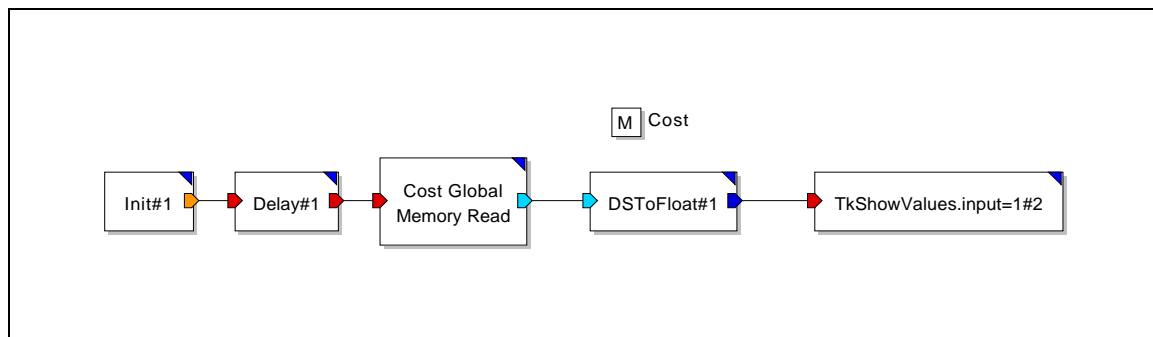 M Cost
Init#1
Delay#1
Cost Global
Memory Read
DSToFloat#1
TkShowValues.input=1#2